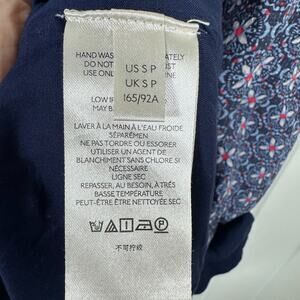 HAND WAS
DO NOT
USE ONL
LOW IR
MAY B
US S P
UK S P
165/92A
LAVER À LA MAIN À L'EAU FROIDE
SÉPARÉMEN
NE PAS TORDRE OU ESSORER
UTILISER UN AGENT DE
BLANCHIMENT SANS CHLORE SI
NÉCESSAIRE
LIGNE SEC
REPASSER, AU BESOIN, À TRÈS
BASSE TEMPÉRATURE
PEUT-ÊTRE ÊTRE NETTOYÉE SEC
不可拧绞